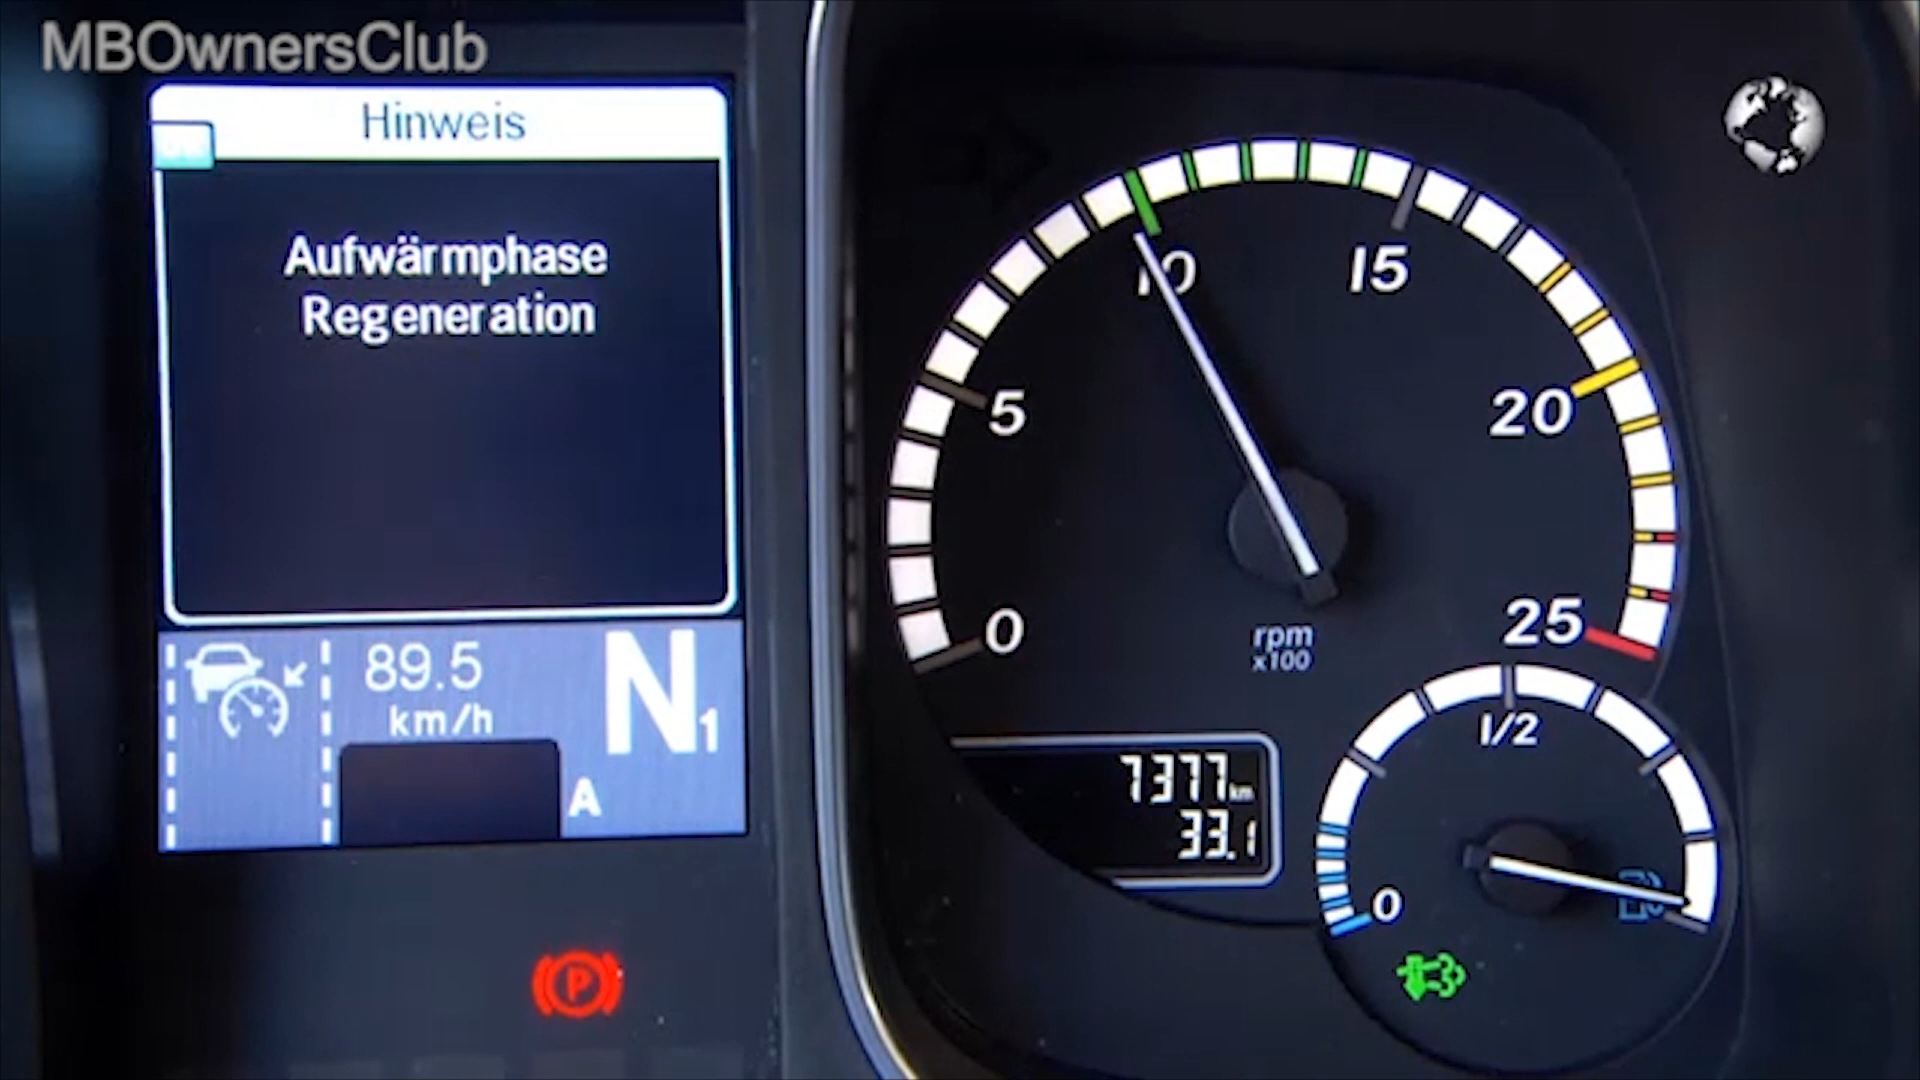 MBOwnersClub
Hinweis
Aufwärmphase
Regeneration
89.5
km/h
N1
A
0
5
10
15
20
25
rpm
x100
7377km
33.1
0
1/2
P